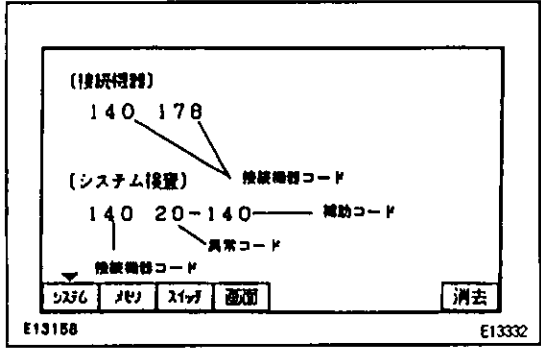 (接続機器)
140 178
接続機器コード
(システム検査)
140 20-140 補助コード
異常コード
接続機器コード
システム メモリ スイッチ 画面 消去
E13158 E13332